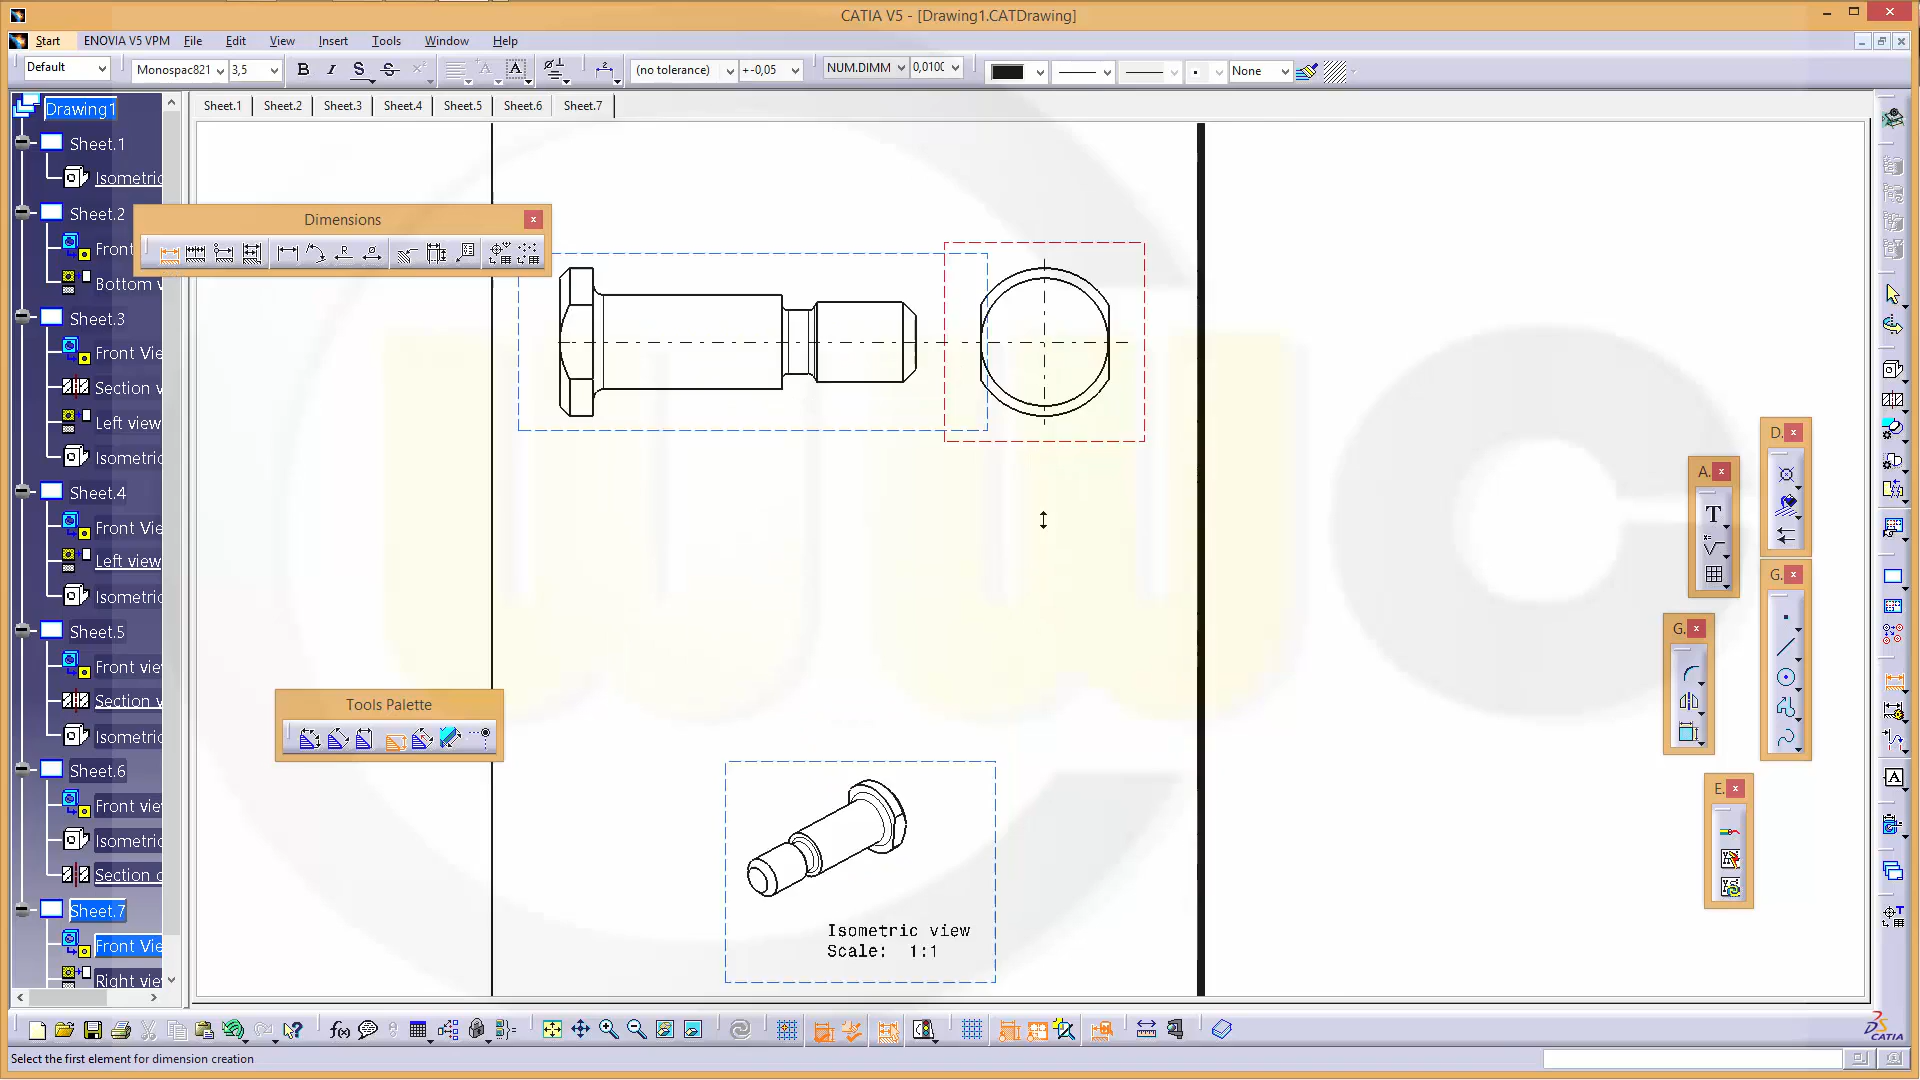 CATIA V5 - [Drawing1.CATDrawing]
Start ENOVIA V5 VPM File Edit View Insert Tools Window Help
Default Monospac821 3,5 B I S S (no tolerance) +-0,05 NUM.DIMM 0,0100 None
Sheet.1 Sheet.2 Sheet.3 Sheet.4 Sheet.5 Sheet.6 Sheet.7
Drawing1
Sheet.1
Isometric
Sheet.2
Front
Bottom v
Sheet.3
Front Vie
Section v
Left view
Isometric
Sheet.4
Front Vie
Left view
Isometric
Sheet.5
Front vie
Section v
Isometric
Sheet.6
Front vie
Isometric
Section c
Sheet.7
Front Vie
Right vie
Dimensions
Tools Palette
Isometric view
Scale: 1:1
D.
A.
G.
G.
E.
CATIA
Select the first element for dimension creation